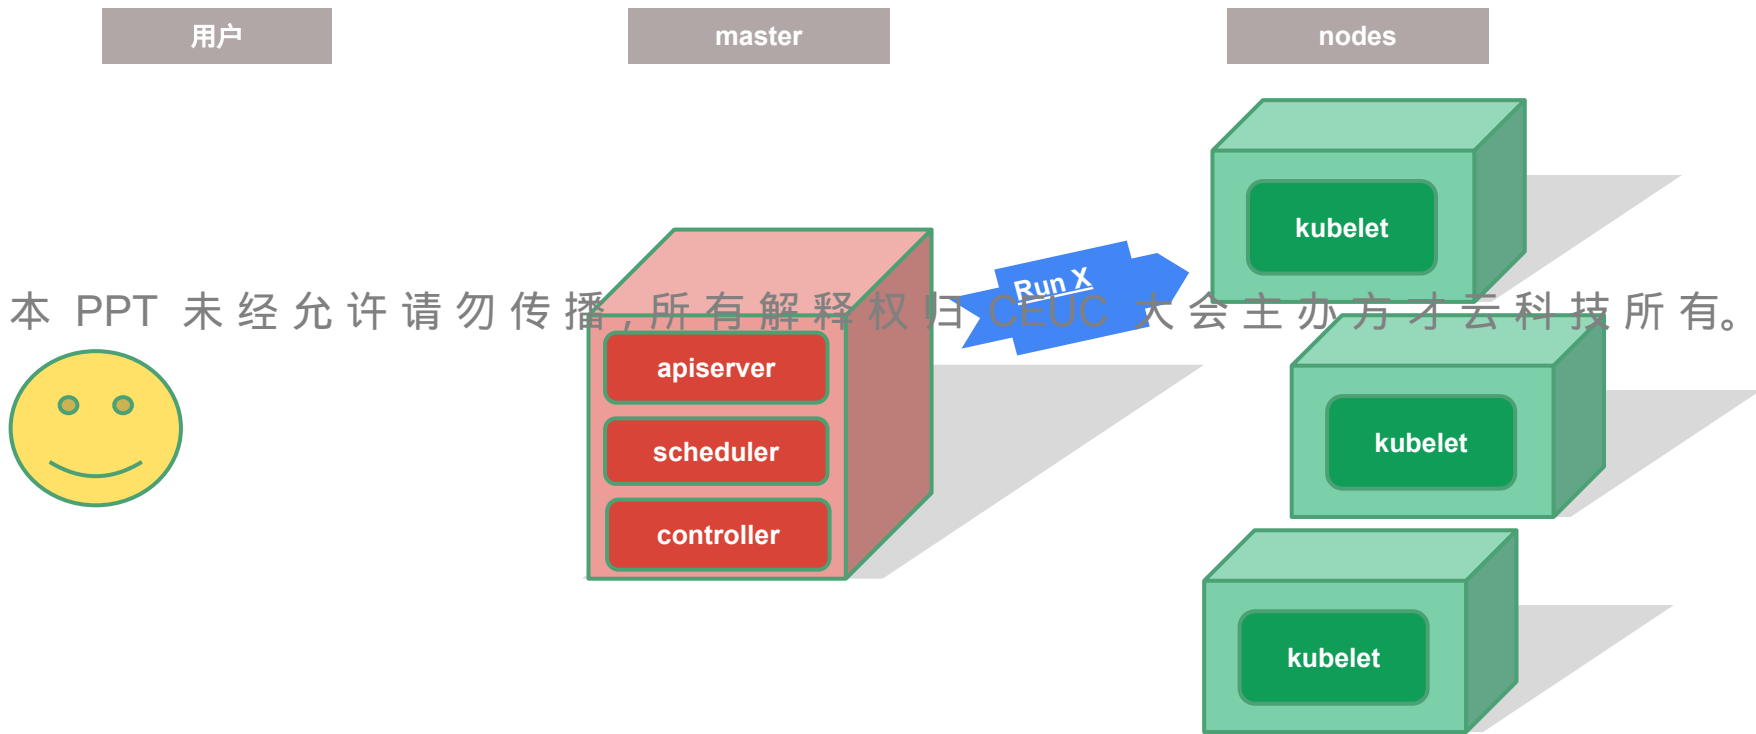 用户
master
nodes
kubelet
Run X
本 PPT 未经允许请勿传播，所有解释权归 CEUC 大会主办方才云科技所有。
apiserver
scheduler
controller
kubelet
kubelet